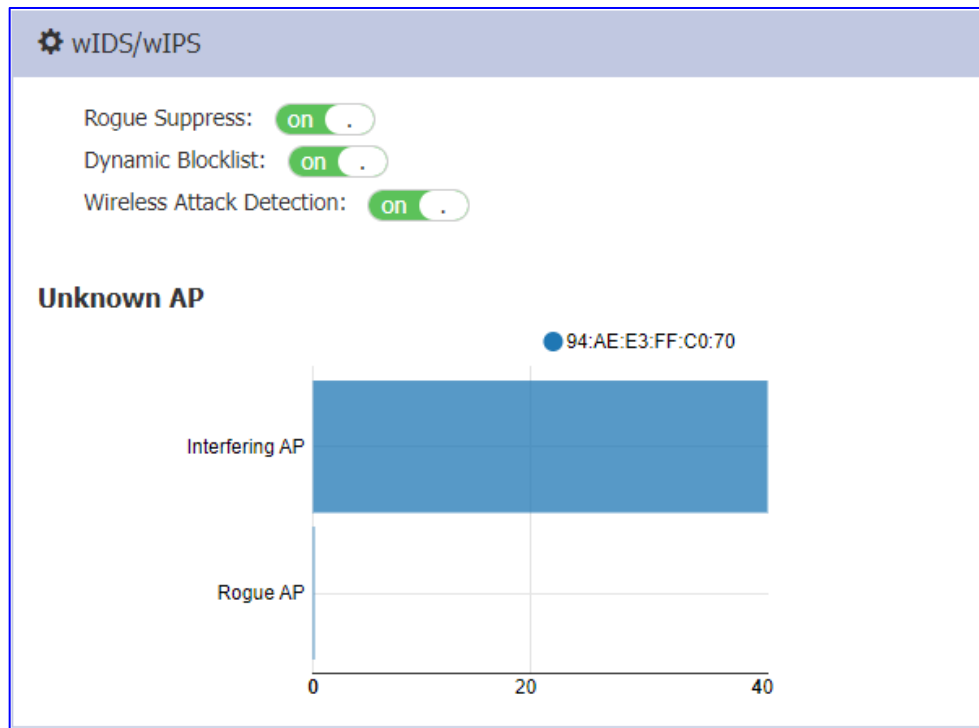 wIDS/wIPS
Rogue Suppress: on .
Dynamic Blocklist: on .
Wireless Attack Detection: on .
Unknown AP
94:AE:E3:FF:C0:70
Interfering AP
Rogue AP
0 20 40